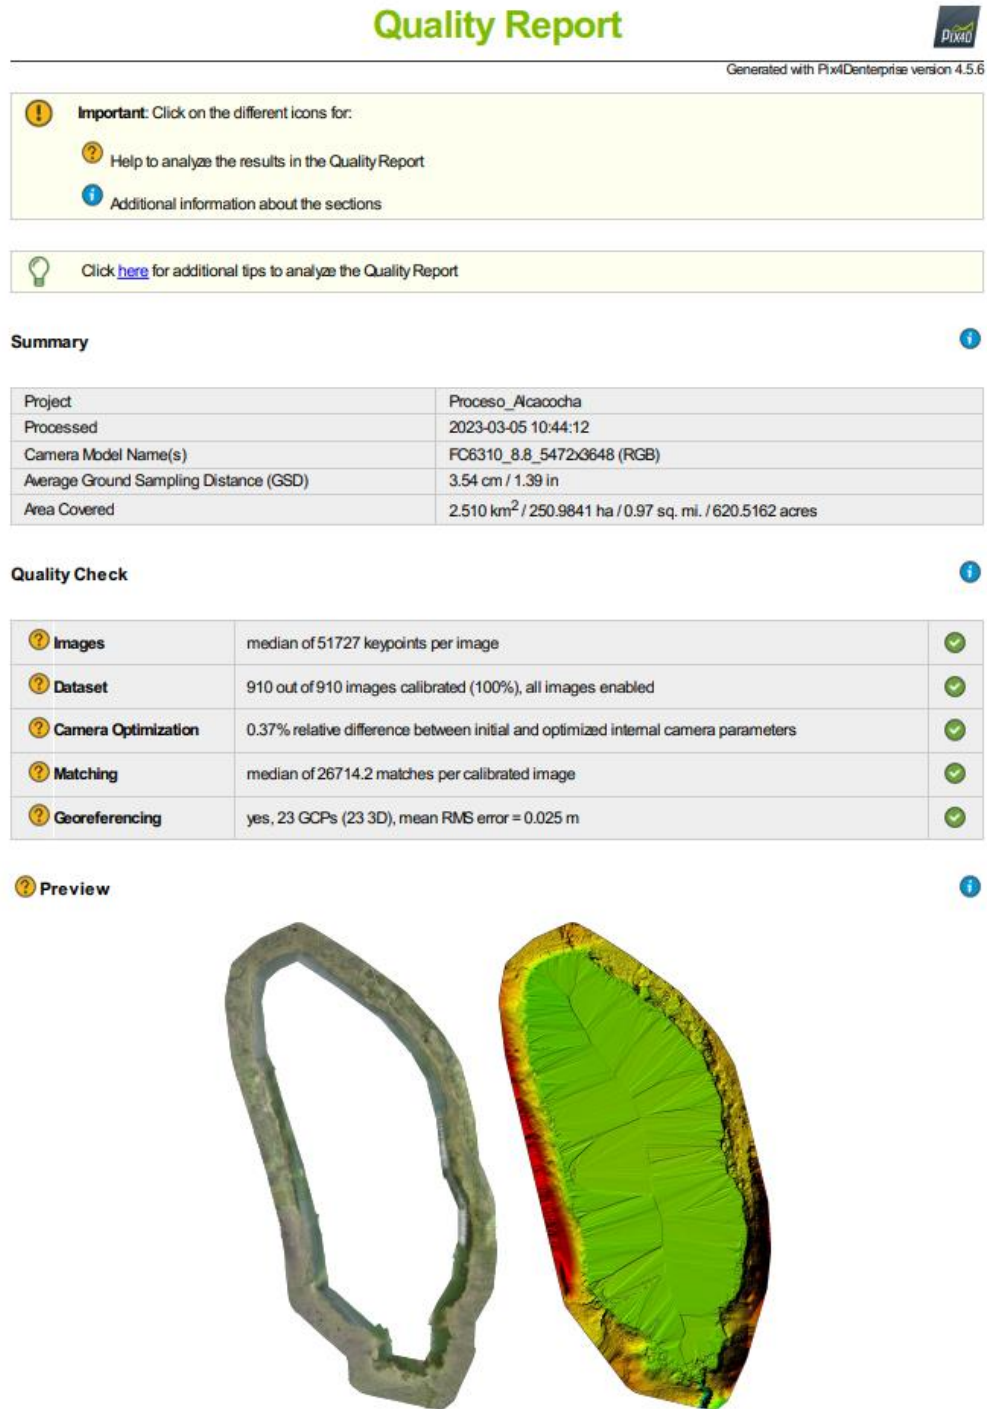 Quality Report
PIX4D
Generated with Pix4Denterprise version 4.5.6
Important: Click on the different icons for:
Help to analyze the results in the Quality Report
Additional information about the sections
Click here for additional tips to analyze the Quality Report
Summary
Project Proceso_Alcacocha
Processed 2023-03-05 10:44:12
Camera Model Name(s) FC6310_8.8_5472x3648 (RGB)
Average Ground Sampling Distance (GSD) 3.54 cm / 1.39 in
Area Covered 2.510 km2 / 250.9841 ha / 0.97 sq. mi. / 620.5162 acres
Quality Check
Images median of 51727 keypoints per image
Dataset 910 out of 910 images calibrated (100%), all images enabled
Camera Optimization 0.37% relative difference between initial and optimized internal camera parameters
Matching median of 26714.2 matches per calibrated image
Georeferencing yes, 23 GCPs (23 3D), mean RMS error = 0.025 m
Preview